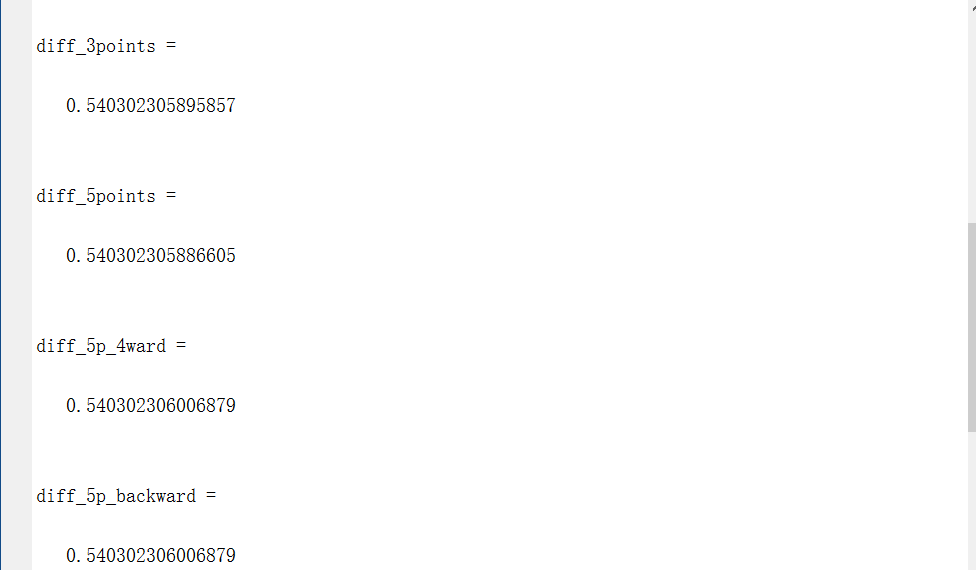 diff_3points =
0.540302305895857
diff_5points =
0.540302305886605
diff_5p_4ward =
0.540302306006879
diff_5p_backward =
0.540302306006879